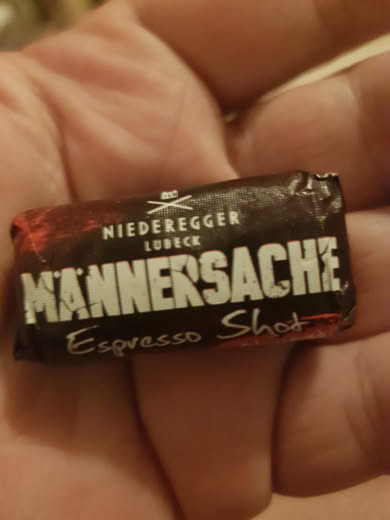 NIEDEREGGER
LÜBECK
MÄNNERSACHE
Espresso Shot